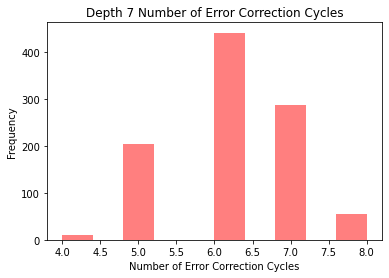 Depth 7 Number of Error Correction Cycles
Frequency
400
300
200
100
0
4.0 4.5 5.0 5.5 6.0 6.5 7.0 7.5 8.0
Number of Error Correction Cycles